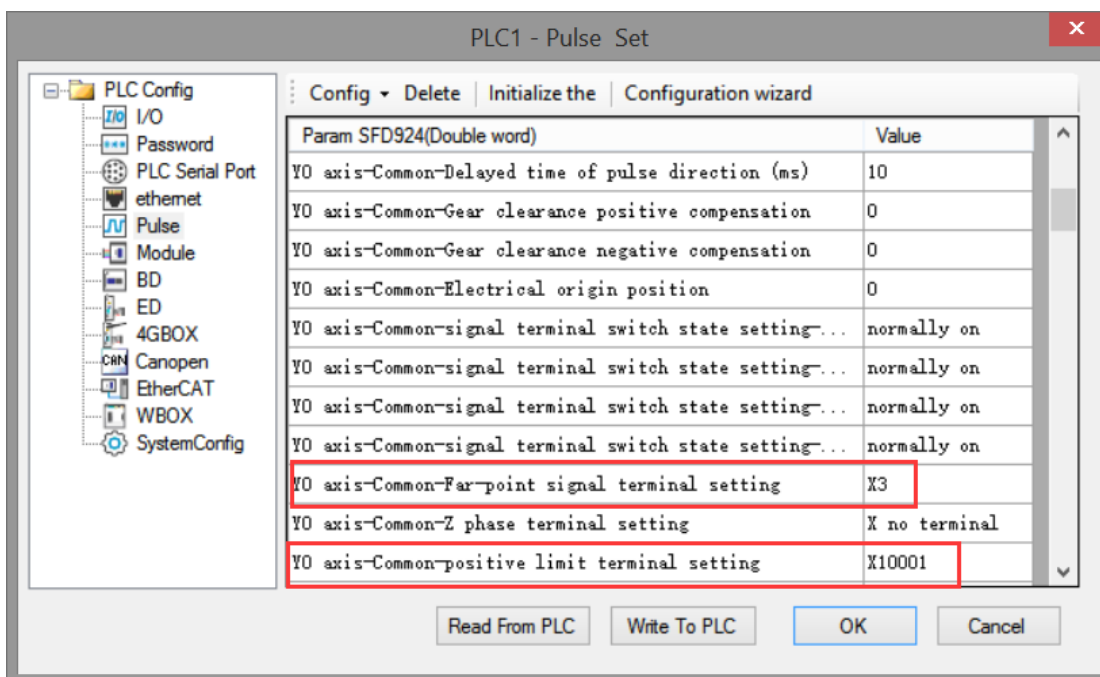 PLC1 - Pulse Set
PLC Config
I/O
Password
PLC Serial Port
ethernet
Pulse
Module
BD
ED
4GBOX
Canopen
EtherCAT
WBOX
SystemConfig
Config Delete Initialize the Configuration wizard
Param SFD924(Double word) Value
Y0 axis-Common-Delayed time of pulse direction (ms) 10
Y0 axis-Common-Gear clearance positive compensation 0
Y0 axis-Common-Gear clearance negative compensation 0
Y0 axis-Common-Electrical origin position 0
Y0 axis-Common-signal terminal switch state setting-... normally on
Y0 axis-Common-signal terminal switch state setting-... normally on
Y0 axis-Common-signal terminal switch state setting-... normally on
Y0 axis-Common-signal terminal switch state setting-... normally on
Y0 axis-Common-Far-point signal terminal setting X3
Y0 axis-Common-Z phase terminal setting X no terminal
Y0 axis-Common-positive limit terminal setting X10001
Read From PLC Write To PLC OK Cancel